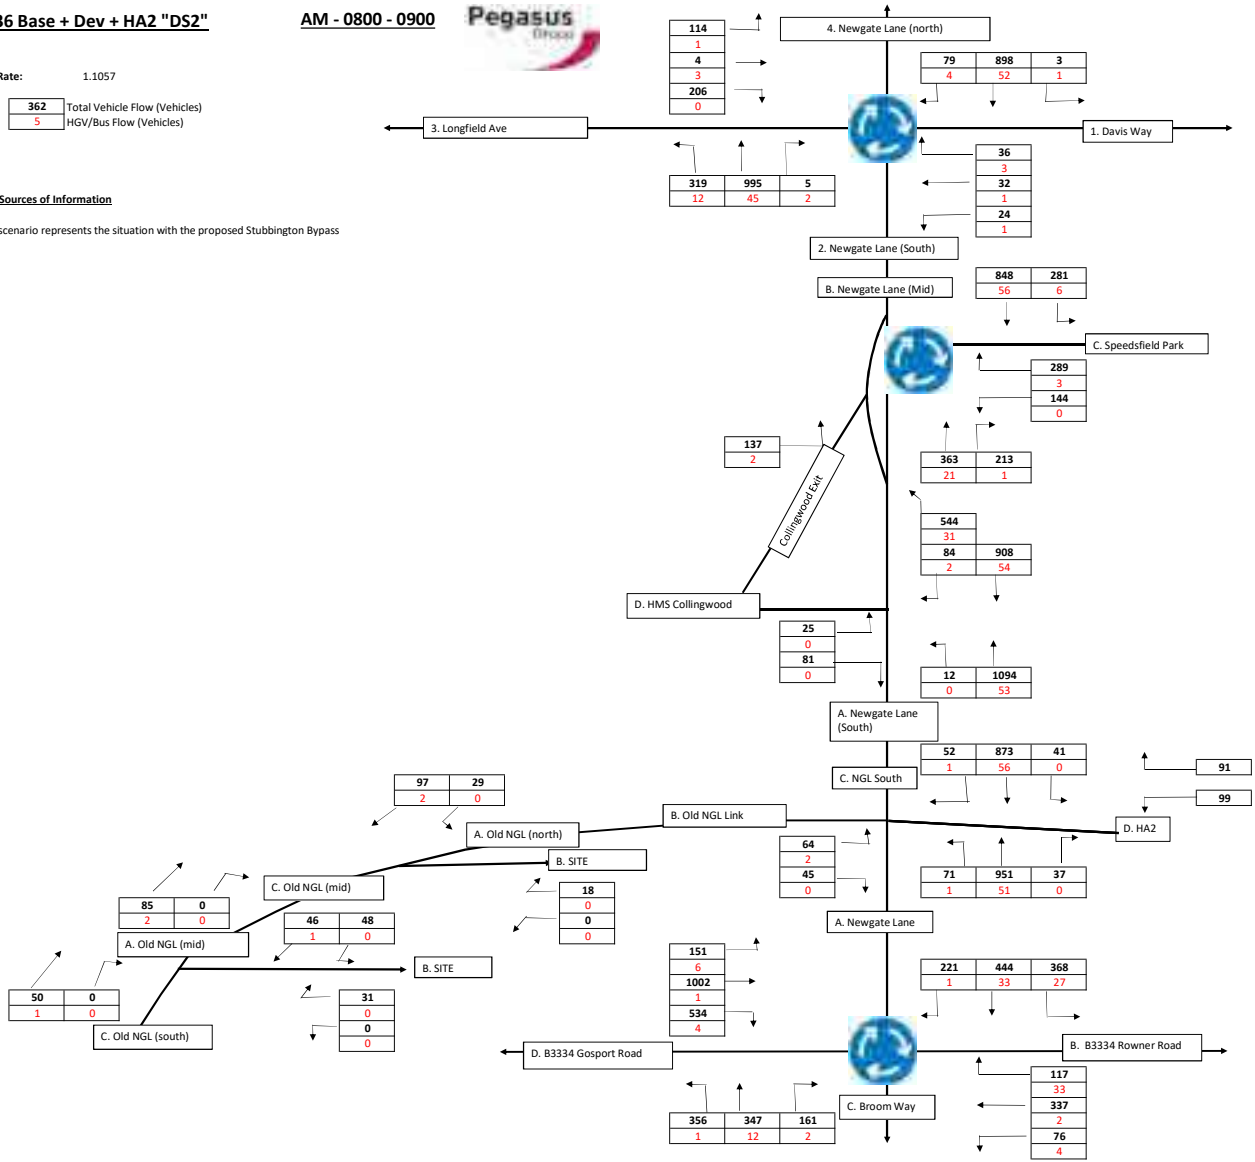 36 Base + Dev + HA2 "DS2"
AM - 0800 - 0900
Pegasus
Group
Rate: 1.1057
362 Total Vehicle Flow (Vehicles)
5 HGV/Bus Flow (Vehicles)
Sources of Information
scenario represents the situation with the proposed Stubbington Bypass
4. Newgate Lane (north)
114
1
4
3
206
0
79 898 3
4 52 1
3. Longfield Ave
1. Davis Way
319 995 5
12 45 2
36
3
32
1
24
1
2. Newgate Lane (South)
B. Newgate Lane (Mid)
848 281
56 6
C. Speedsfield Park
289
3
144
0
137
2
363 213
21 1
Collingwood Exit
544
31
84 908
2 54
D. HMS Collingwood
25
0
81
0
12 1094
0 53
A. Newgate Lane
(South)
C. NGL South
52 873 41
1 56 0
91
99
97 29
2 0
B. Old NGL Link
D. HA2
A. Old NGL (north)
B. SITE
64
2
45
0
71 951 37
1 51 0
C. Old NGL (mid)
18
0
0
0
85 0
2 0
46 48
1 0
A. Newgate Lane
A. Old NGL (mid)
B. SITE
151
6
1002
1
534
4
221 444 368
1 33 27
50 0
1 0
31
0
0
0
C. Old NGL (south)
D. B3334 Gosport Road
B. B3334 Rowner Road
C. Broom Way
356 347 161
1 12 2
117
33
337
2
76
4